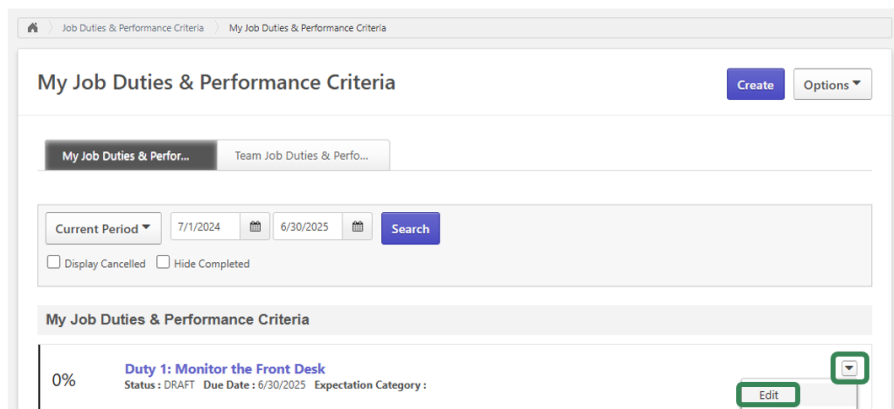 Job Duties & Performance Criteria My Job Duties & Performance Criteria
My Job Duties & Performance Criteria
Create Options
My Job Duties & Perfor... Team Job Duties & Perfo...
Current Period 7/1/2024 6/30/2025 Search
Display Cancelled Hide Completed
My Job Duties & Performance Criteria
0% Duty 1: Monitor the Front Desk
Status : DRAFT Due Date : 6/30/2025 Expectation Category :
Edit